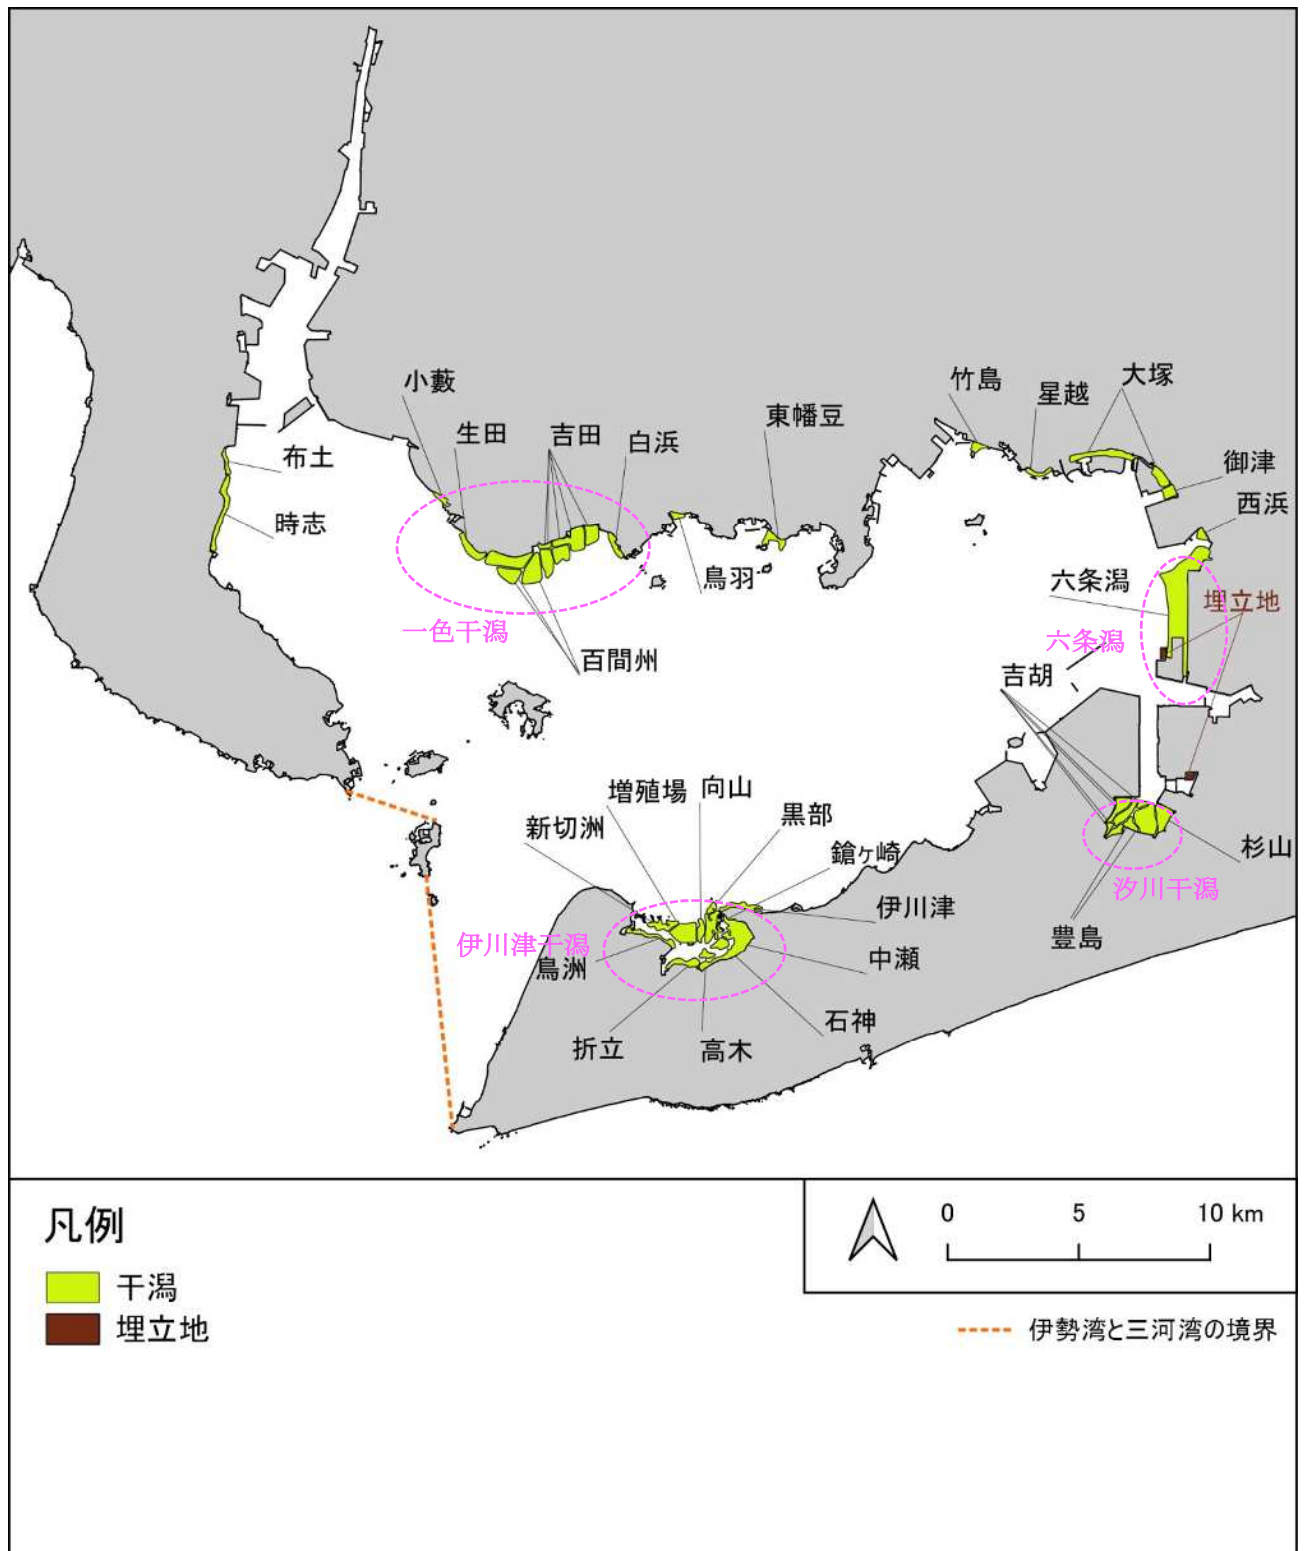 小藪
生田
吉田
白浜
東幡豆
竹島
星越
大塚
御津
西浜
布土
時志
鳥羽
六条潟
埋立地
一色干潟
百間州
六条潟
吉胡
増殖場
向山
新切洲
黒部
鎗ヶ崎
杉山
汐川干潟
伊川津
豊島
伊川津干潟
鳥洲
中瀬
石神
折立
高木
凡例
干潟
埋立地
0 5 10 km
伊勢湾と三河湾の境界